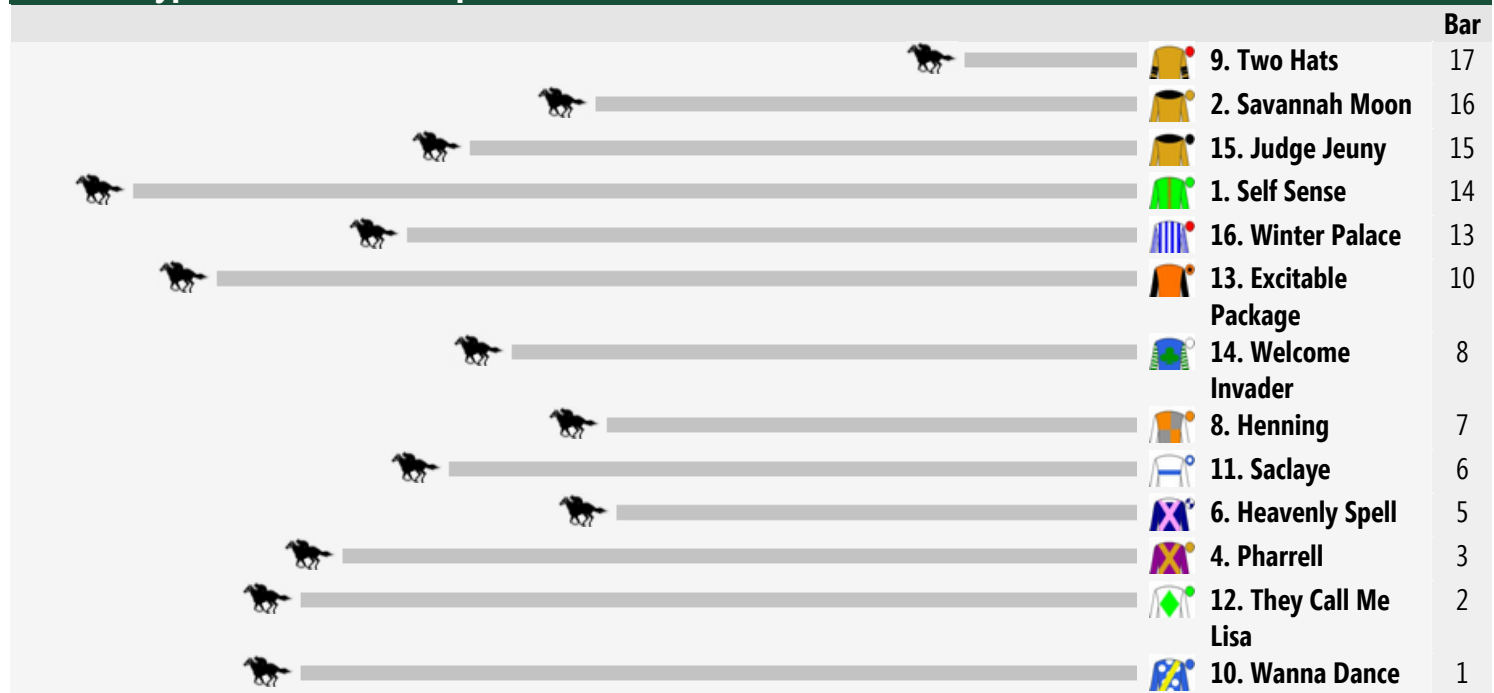 Bar
9. Two Hats 17
2. Savannah Moon 16
15. Judge Jeuny 15
1. Self Sense 14
16. Winter Palace 13
13. Excitable 10
Package
14. Welcome 8
Invader
8. Henning 7
11. Saclaye 6
6. Heavenly Spell 5
4. Pharrell 3
12. They Call Me 2
Lisa
10. Wanna Dance 1